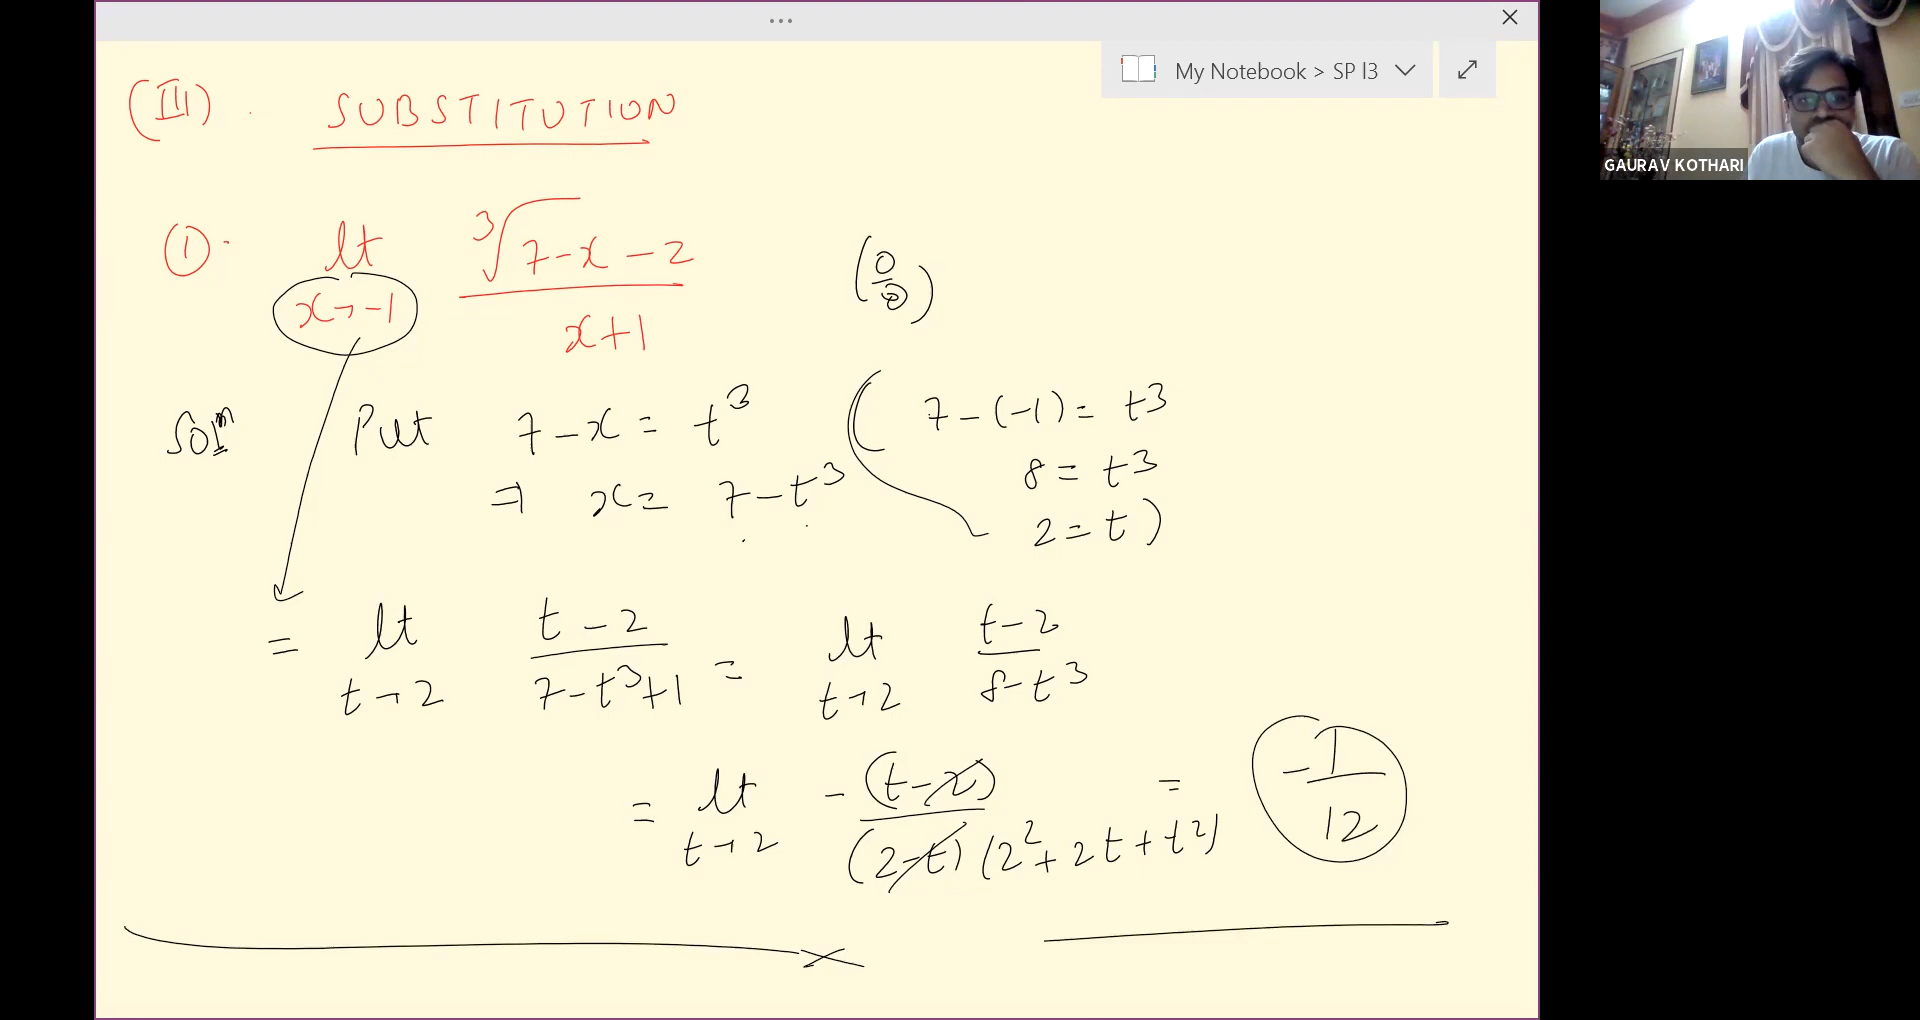 My Notebook > SP l3
GAURAV KOTHARI
(III) SUBSTITUTION
① lt x→-1 (∛7-x - 2)/(x+1) (0/0)
Solⁿ Put 7-x = t³ ( 7-(-1) = t³
⇒ x = 7-t³ 8 = t³
2 = t )
= lt t→2 (t-2)/(7-t³+1) = lt t→2 (t-2)/(8-t³)
= lt t→2 -(t-2)/((2-t)(2²+2t+t²)) = -1/12